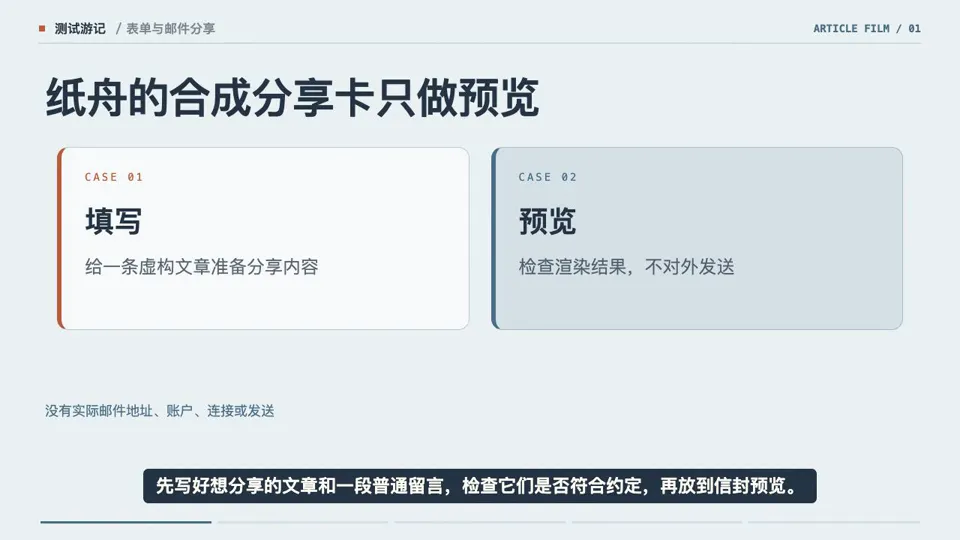 测试游记 / 表单与邮件分享
ARTICLE FILM / 01
纸舟的合成分享卡只做预览
CASE 01
填写
给一条虚构文章准备分享内容
CASE 02
预览
检查渲染结果，不对外发送
没有实际邮件地址、账户、连接或发送
先写好想分享的文章和一段普通留言，检查它们是否符合约定，再放到信封预览。